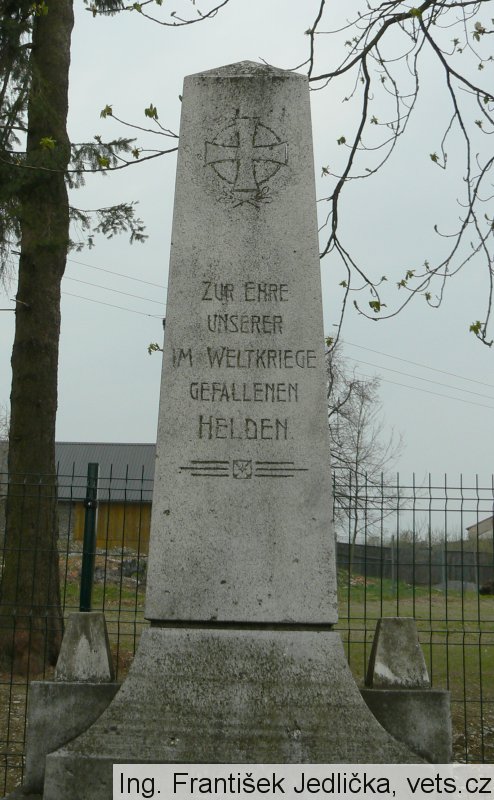 ZUR EHRE
UNSERER
IM WELTKRIEGE
GEFALLENEN
HELDEN
Ing. František Jedlička, vets.cz